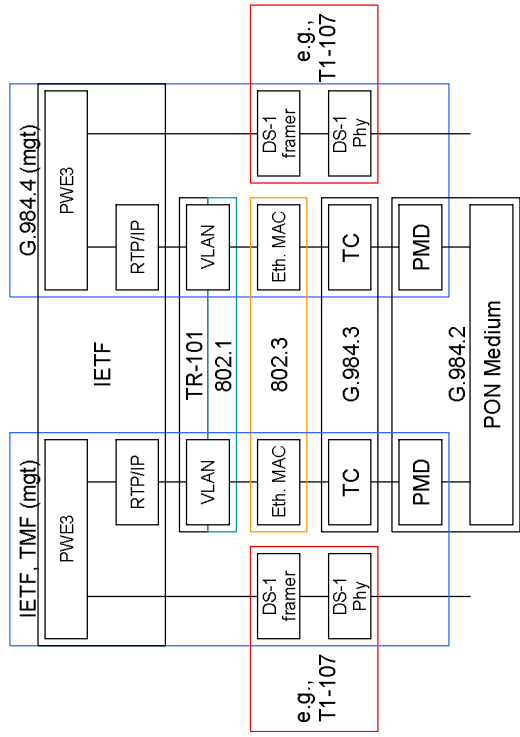 IETF, TMF (mgt)
G.984.4 (mgt)
PWE3
IETF
PWE3
RTP/IP
RTP/IP
VLAN
TR-101
802.1
VLAN
e.g.,
T1-107
DS-1
framer
Eth. MAC
802.3
Eth. MAC
DS-1
framer
e.g.,
T1-107
DS-1
Phy
TC
G.984.3
TC
DS-1
Phy
PMD
G.984.2
PMD
PON Medium